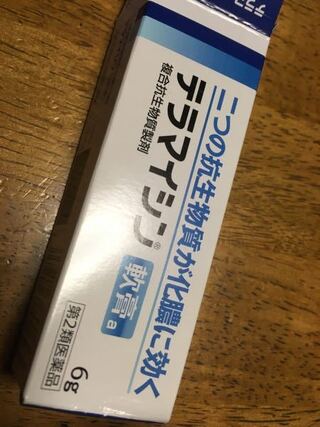 二つの抗生物質が化膿に効く
テラマイシン® 軟膏a
複合抗生物質製剤
6g
第2類医薬品